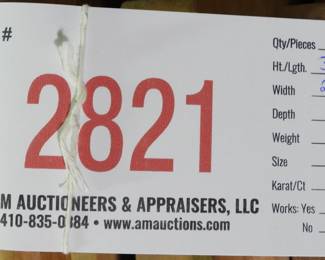 #
2821
M AUCTIONEERS & APPRAISERS, LLC
410-835-0384 • www.amauctions.com
Qty/Pieces
Ht./Lgth.
Width
Depth
Weight
Size
Karat/Ct
Works: Yes
No